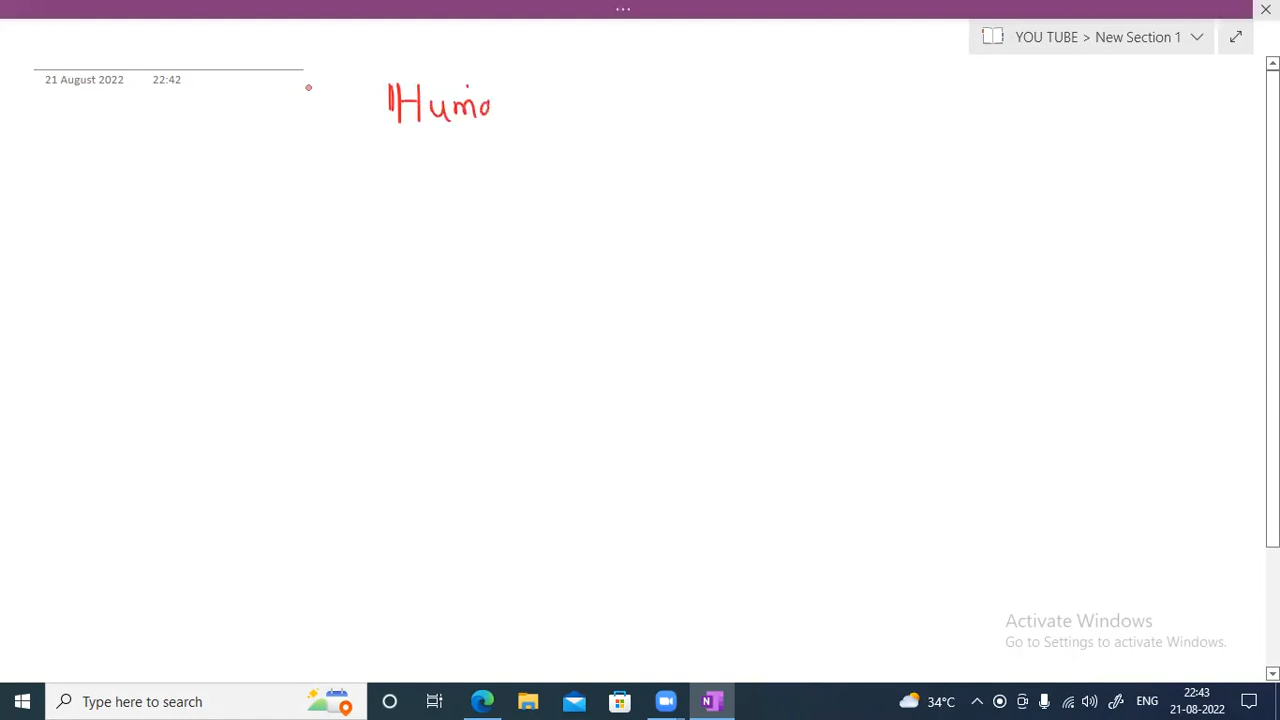 ...
YOU TUBE > New Section 1
21 August 2022 22:42
Humo
Activate Windows
Go to Settings to activate Windows.
Type here to search
34°C
ENG
22:43
21-08-2022